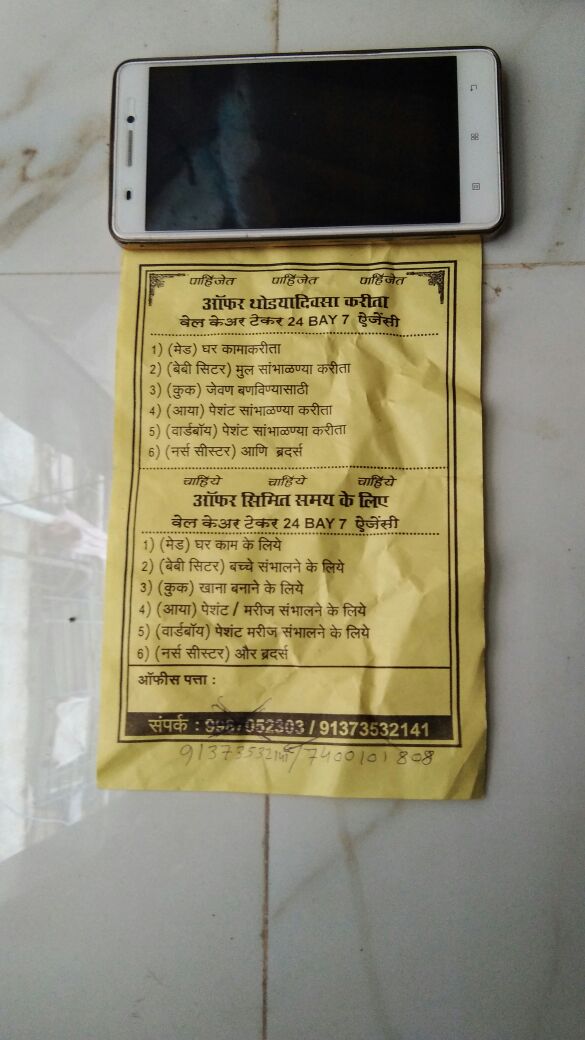 पाहिजेत पाहिजेत पाहिजेत
ऑफर थोडयादिवसा करीता
वेल केअर टेकर 24 BAY 7 ऐजेंसी
1) (मेड) घर कामाकरीता
2) (बेबी सिटर) मुल सांभाळण्या करीता
3) (कुक) जेवण बणविण्यासाठी
4) (आया) पेशंट सांभाळण्या करीता
5) (वार्डबॉय) पेशंट सांभाळण्या करीता
6) (नर्स सीस्टर) आणि ब्रदर्स
चाहिये चाहिये चाहिये
ऑफर सिमित समय के लिए
वेल केअर टेकर 24 BAY 7 ऐजेंसी
1) (मेड) घर काम के लिये
2) (बेबी सिटर) बच्चे संभालने के लिये
3) (कुक) खाना बनाने के लिये
4) (आया) पेशंट / मरीज संभालने के लिये
5) (वार्डबॉय) पेशंट मरीज संभालने के लिये
6) (नर्स सीस्टर) और ब्रदर्स
ऑफीस पत्ता :
संपर्क : / 91373532141
/ 7400101808